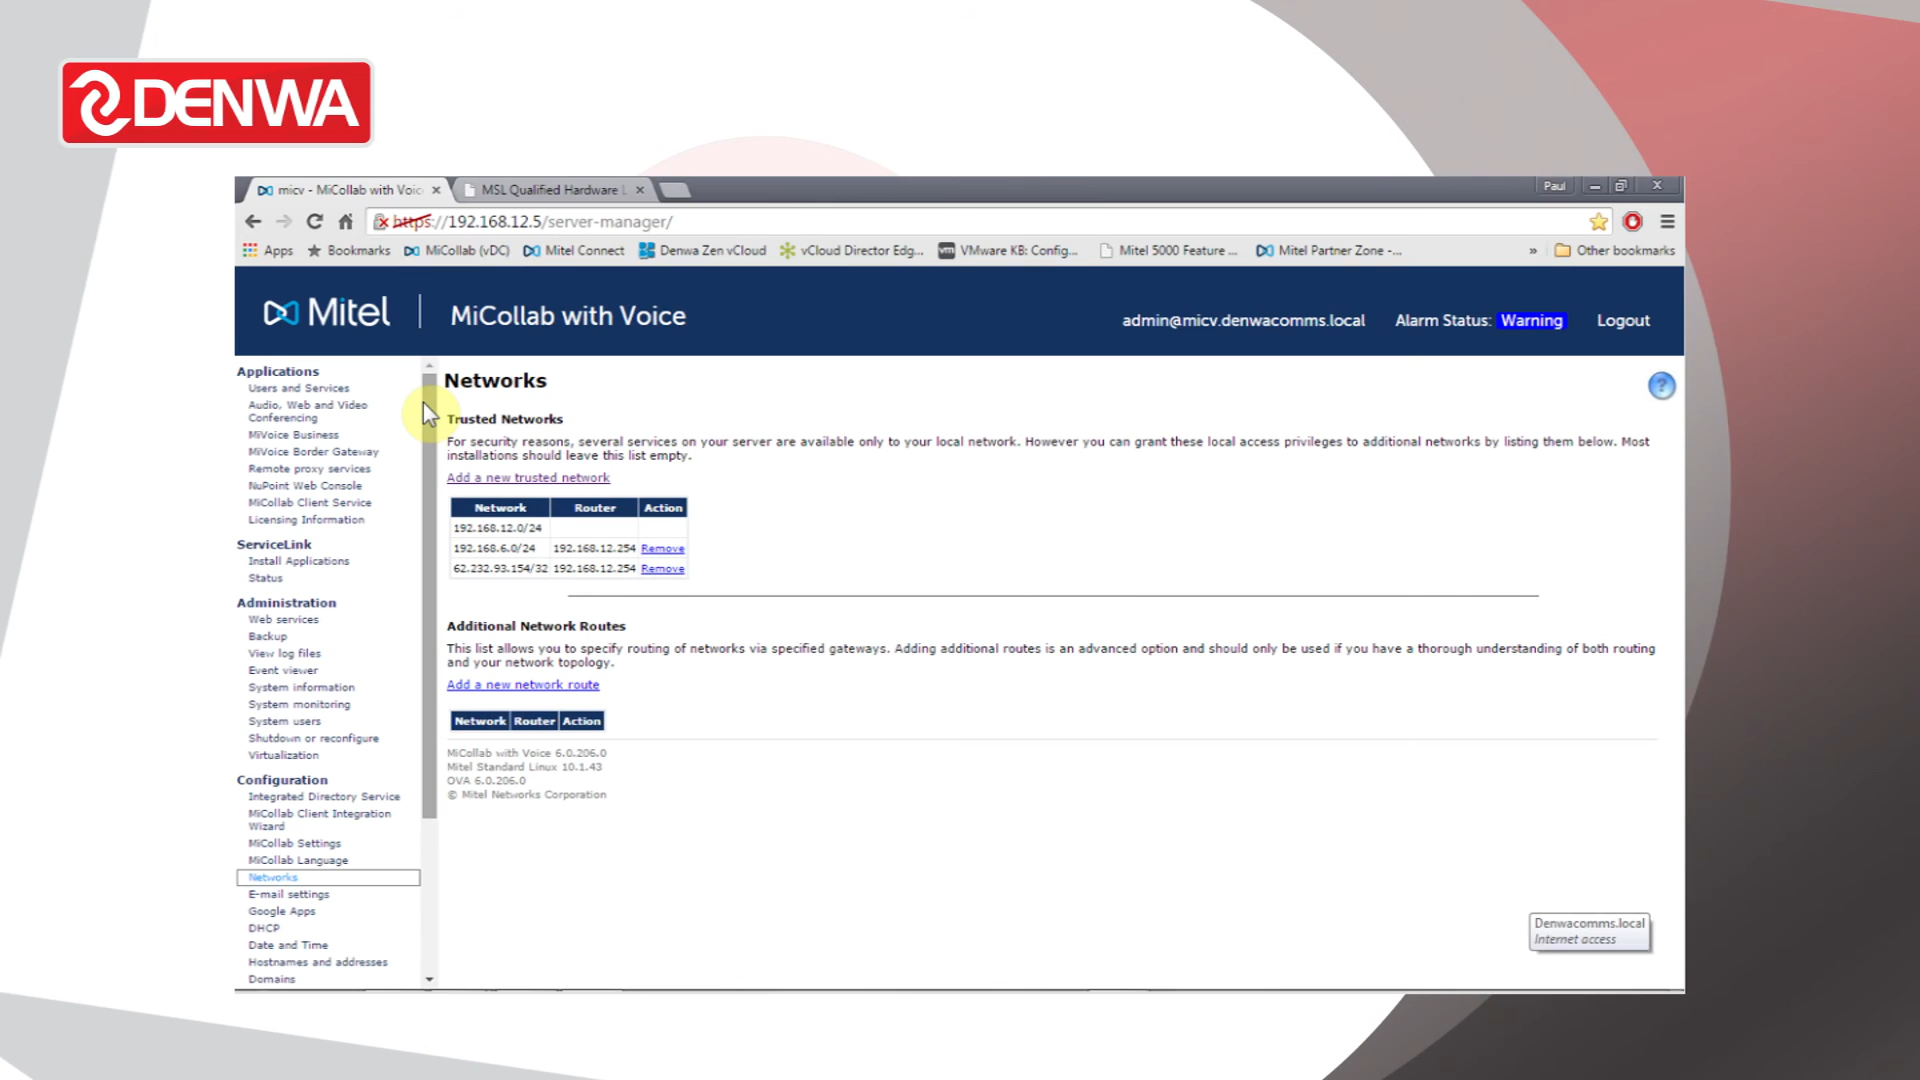 DENWA
micv - MiCollab with Voic
MSL Qualified Hardware L
Paul
https://192.168.12.5/server-manager/
Apps
Bookmarks
MiCollab (vDC)
Mitel Connect
Denwa Zen vCloud
vCloud Director Edg...
VMware KB: Config...
Mitel 5000 Feature ...
Mitel Partner Zone -...
»
Other bookmarks
Mitel
MiCollab with Voice
admin@micv.denwacomms.local
Alarm Status: Warning
Logout
Applications
Users and Services
Audio, Web and Video
Conferencing
MiVoice Business
MiVoice Border Gateway
Remote proxy services
NuPoint Web Console
MiCollab Client Service
Licensing Information
ServiceLink
Install Applications
Status
Administration
Web services
Backup
View log files
Event viewer
System information
System monitoring
System users
Shutdown or reconfigure
Virtualization
Configuration
Integrated Directory Service
MiCollab Client Integration
Wizard
MiCollab Settings
MiCollab Language
Networks
E-mail settings
Google Apps
DHCP
Date and Time
Hostnames and addresses
Domains
Networks
?
Trusted Networks
For security reasons, several services on your server are available only to your local network. However you can grant these local access privileges to additional networks by listing them below. Most
installations should leave this list empty.
Add a new trusted network
Network Router Action
192.168.12.0/24
192.168.6.0/24 192.168.12.254 Remove
62.232.93.154/32 192.168.12.254 Remove
Additional Network Routes
This list allows you to specify routing of networks via specified gateways. Adding additional routes is an advanced option and should only be used if you have a thorough understanding of both routing
and your network topology.
Add a new network route
Network Router Action
MiCollab with Voice 6.0.206.0
Mitel Standard Linux 10.1.43
OVA 6.0.206.0
© Mitel Networks Corporation
Denwacomms.local
Internet access